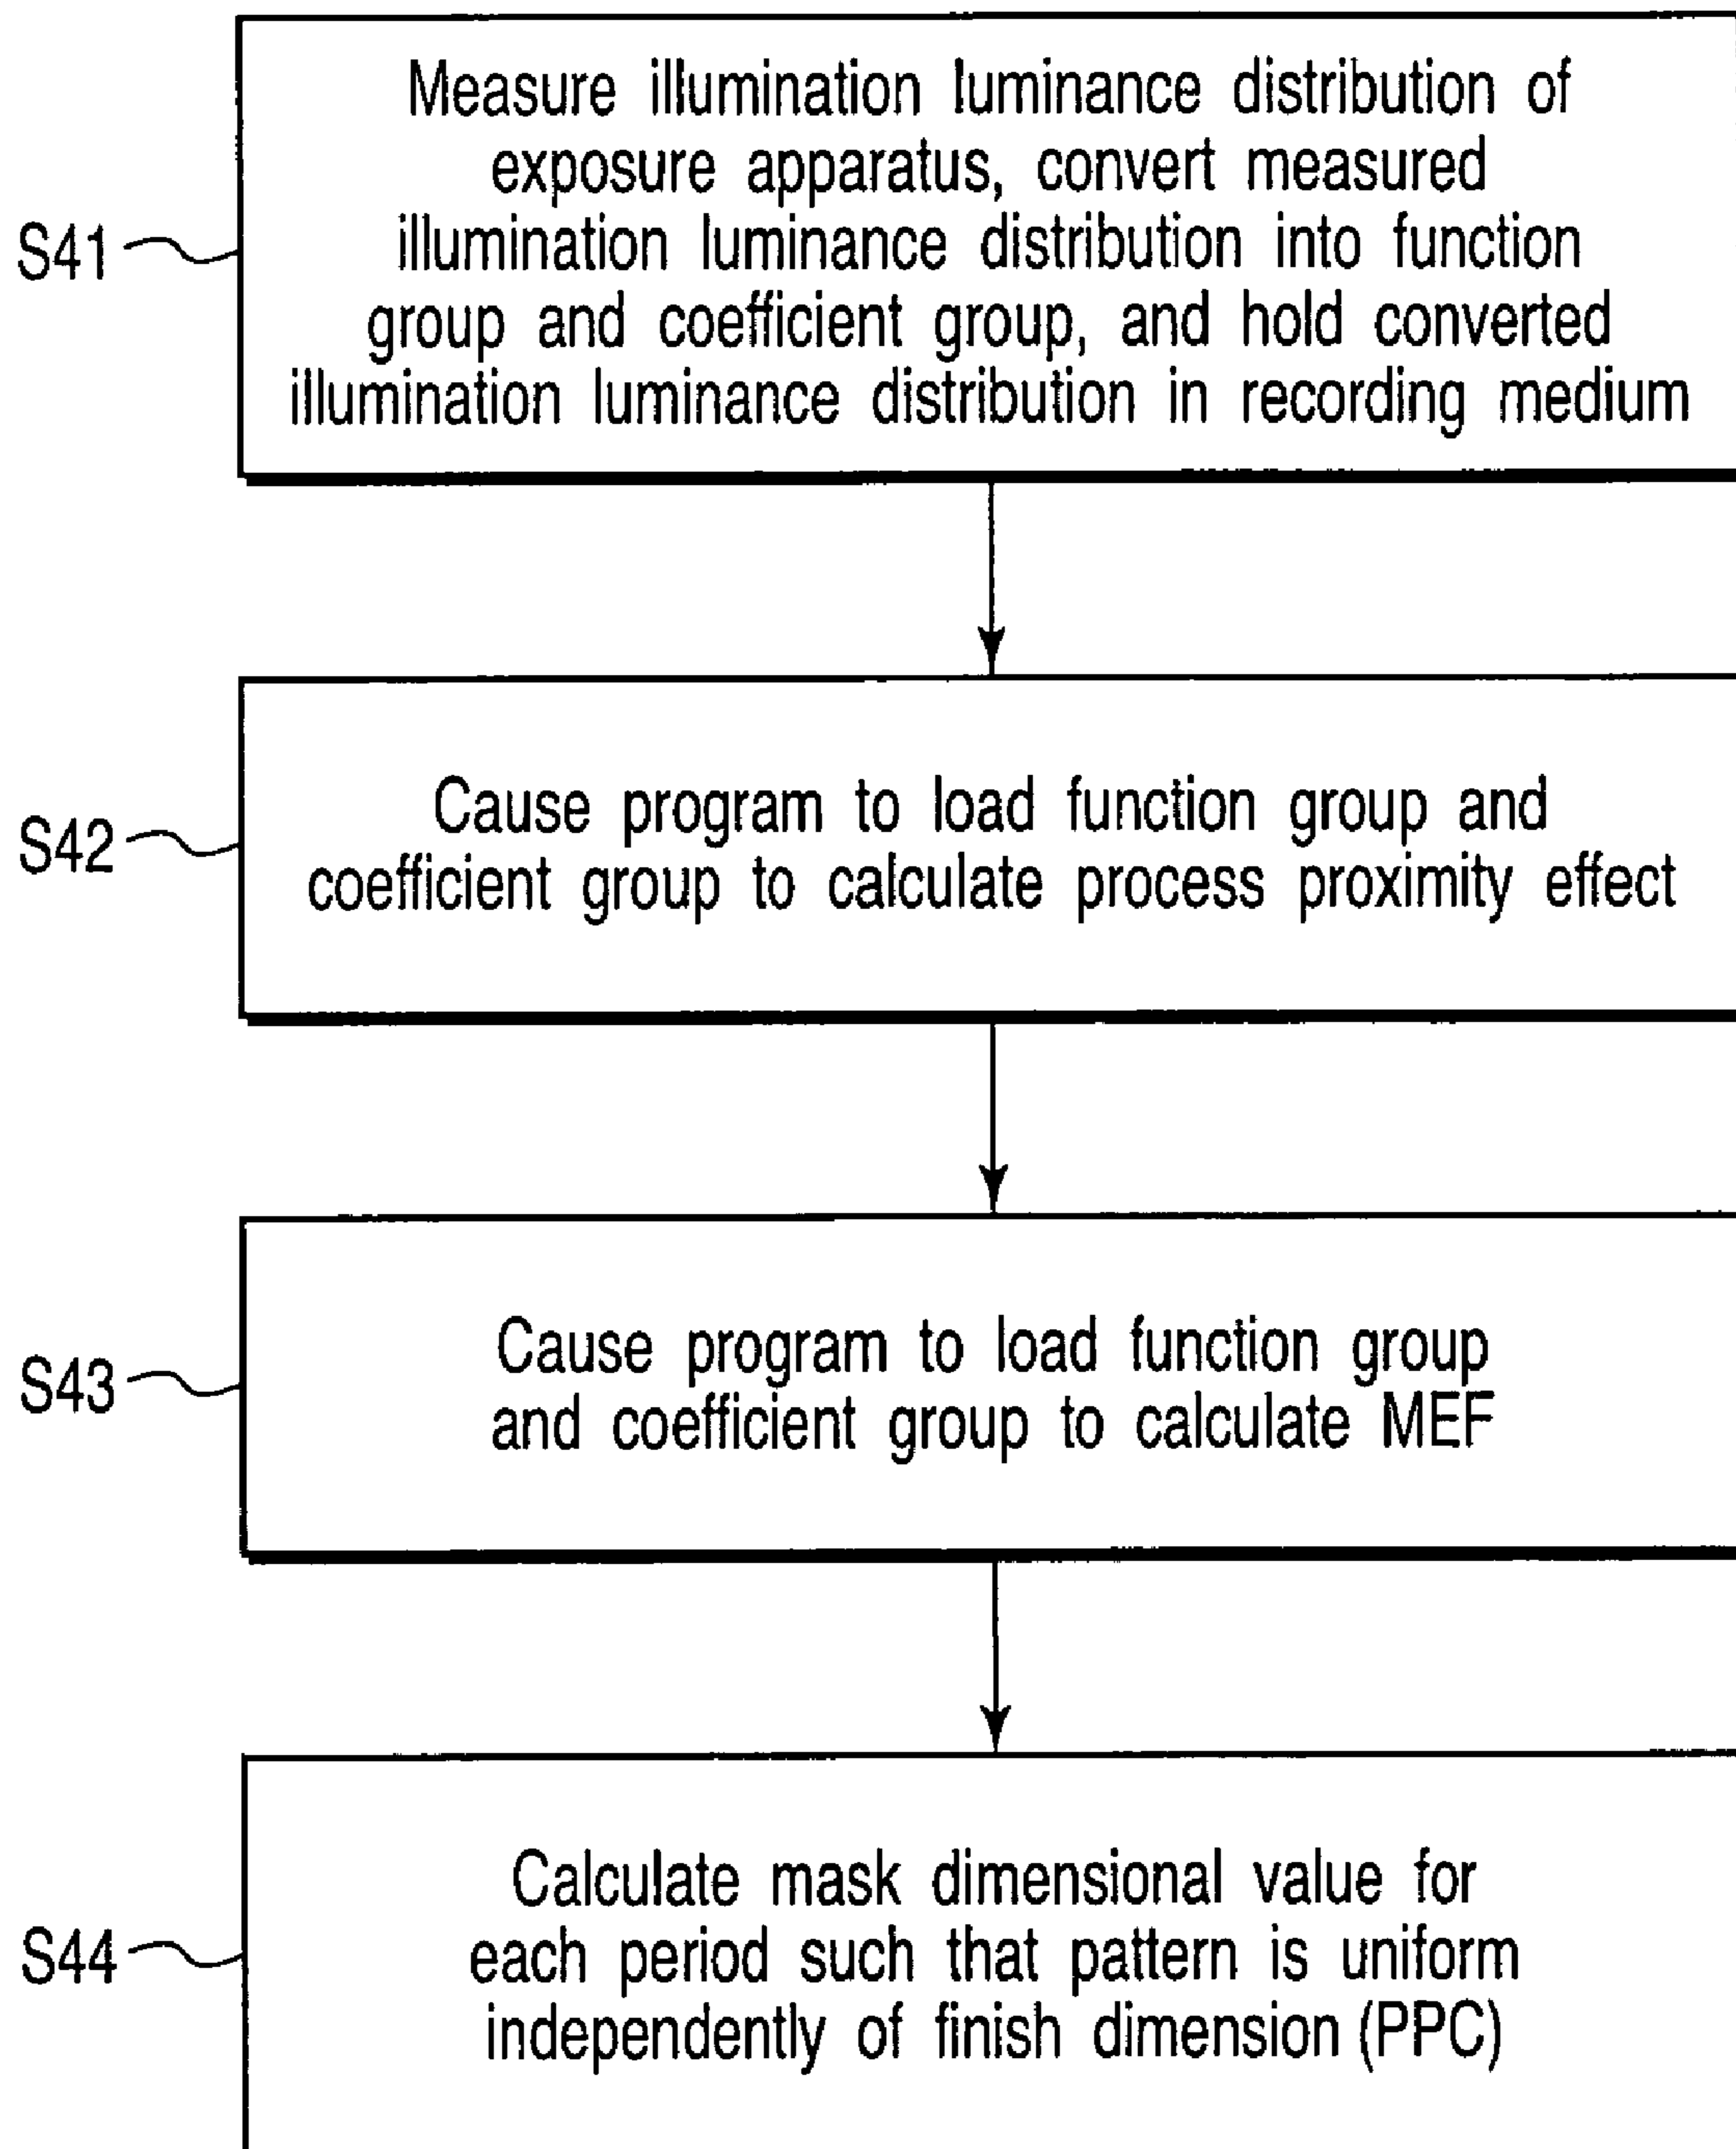 Measure illumination luminance distribution of
exposure apparatus, convert measured
S41 illumination luminance distribution into function
group and coefficient group, and hold converted
illumination luminance distribution in recording medium
Cause program to load function group and
S42 coefficient group to calculate process proximity effect
Cause program to load function group
S43 and coefficient group to calculate MEF
Calculate mask dimensional value for
S44 each period such that pattern is uniform
independently of finish dimension (PPC)